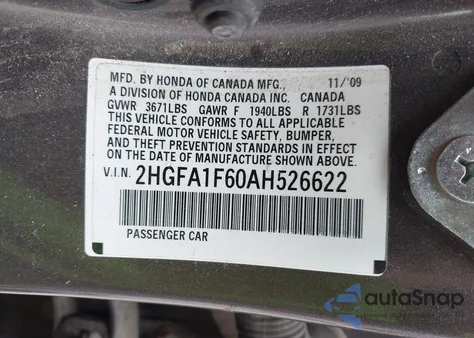 MFD. BY HONDA OF CANADA MFG., 11/'09
A DIVISION OF HONDA CANADA INC. CANADA
GVWR 3671LBS GAWR F 1940LBS R 1731LBS
THIS VEHICLE CONFORMS TO ALL APPLICABLE
FEDERAL MOTOR VEHICLE SAFETY, BUMPER,
AND THEFT PREVENTION STANDARDS IN EFFECT
ON THE DATE OF MANUFACTURE SHOWN ABOVE.
V.I.N. 2HGFA1F60AH526622
PASSENGER CAR
autoSnap